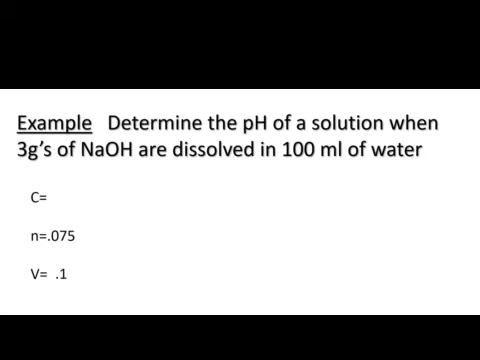 Example Determine the pH of a solution when
3g’s of NaOH are dissolved in 100 ml of water
C=
n=.075
V= .1